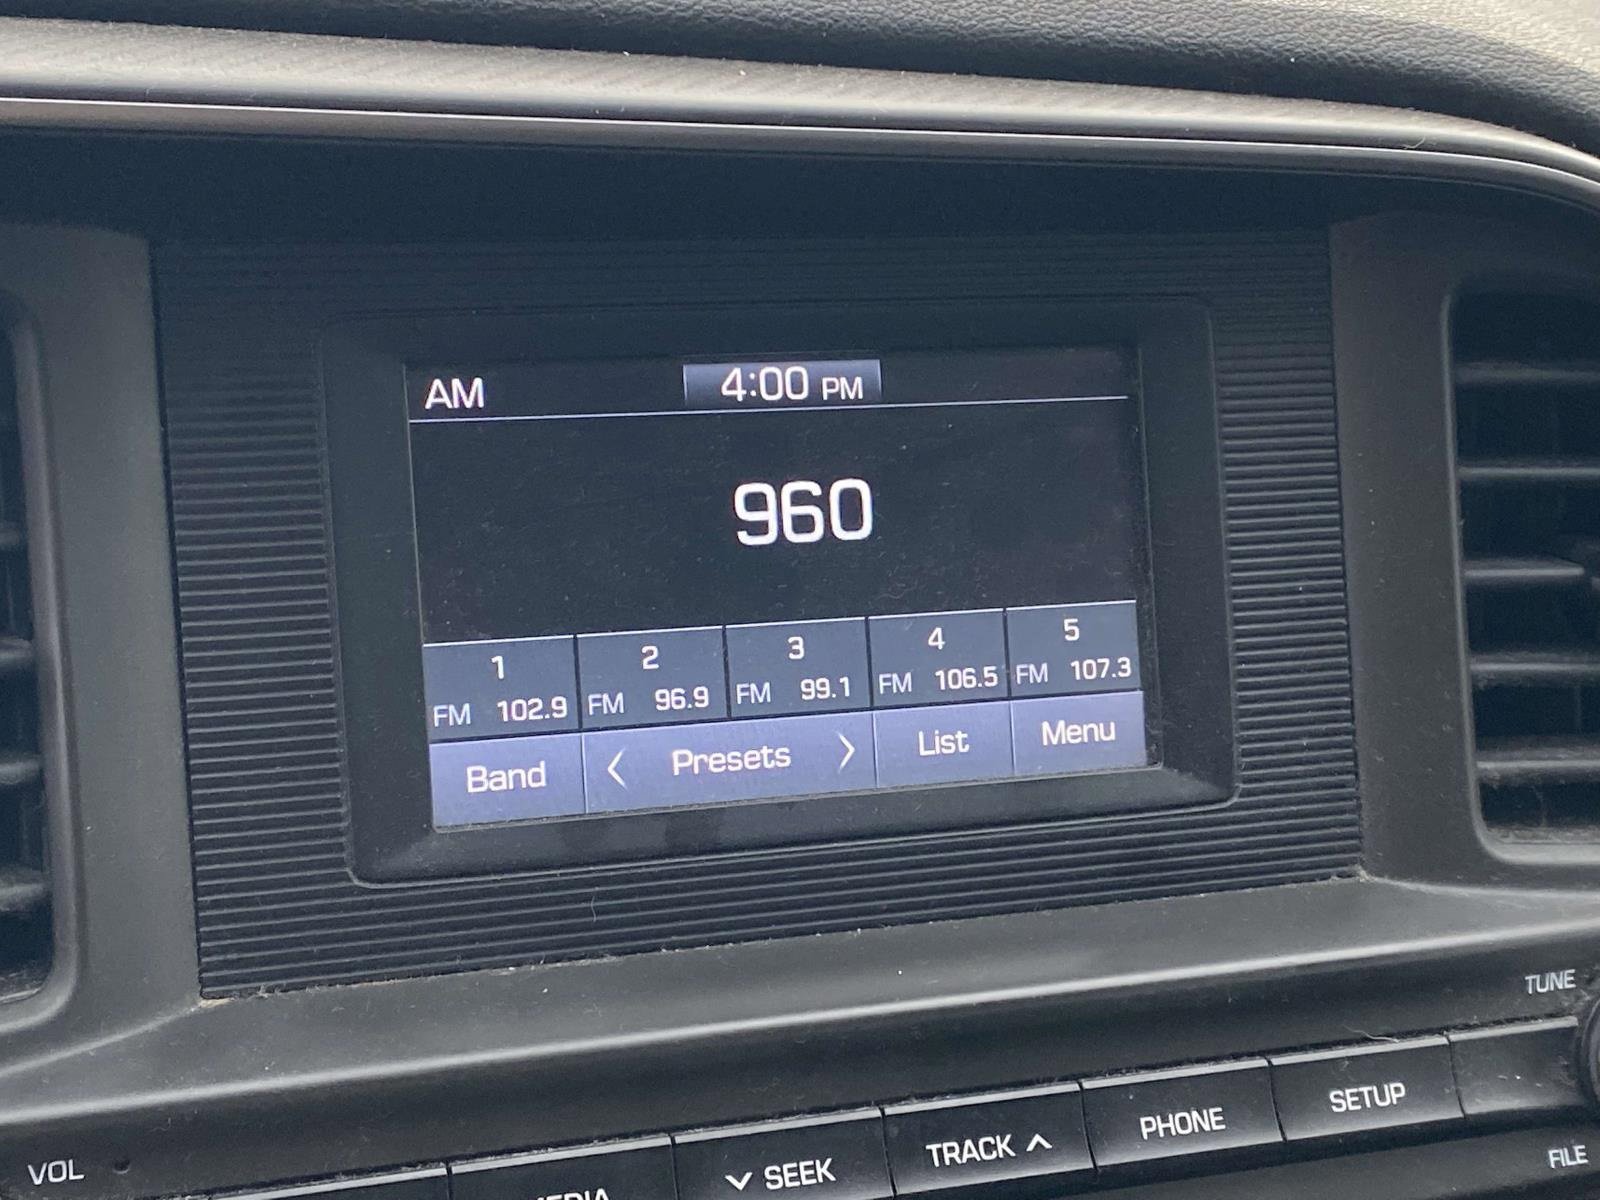 AM 4:00 PM
960
1 2 3 4 5
FM 102.9 FM 96.9 FM 99.1 FM 106.5 FM 107.3
Band < Presets > List Menu
TUNE
VOL MEDIA ∨ SEEK TRACK ∧ PHONE SETUP
FILE